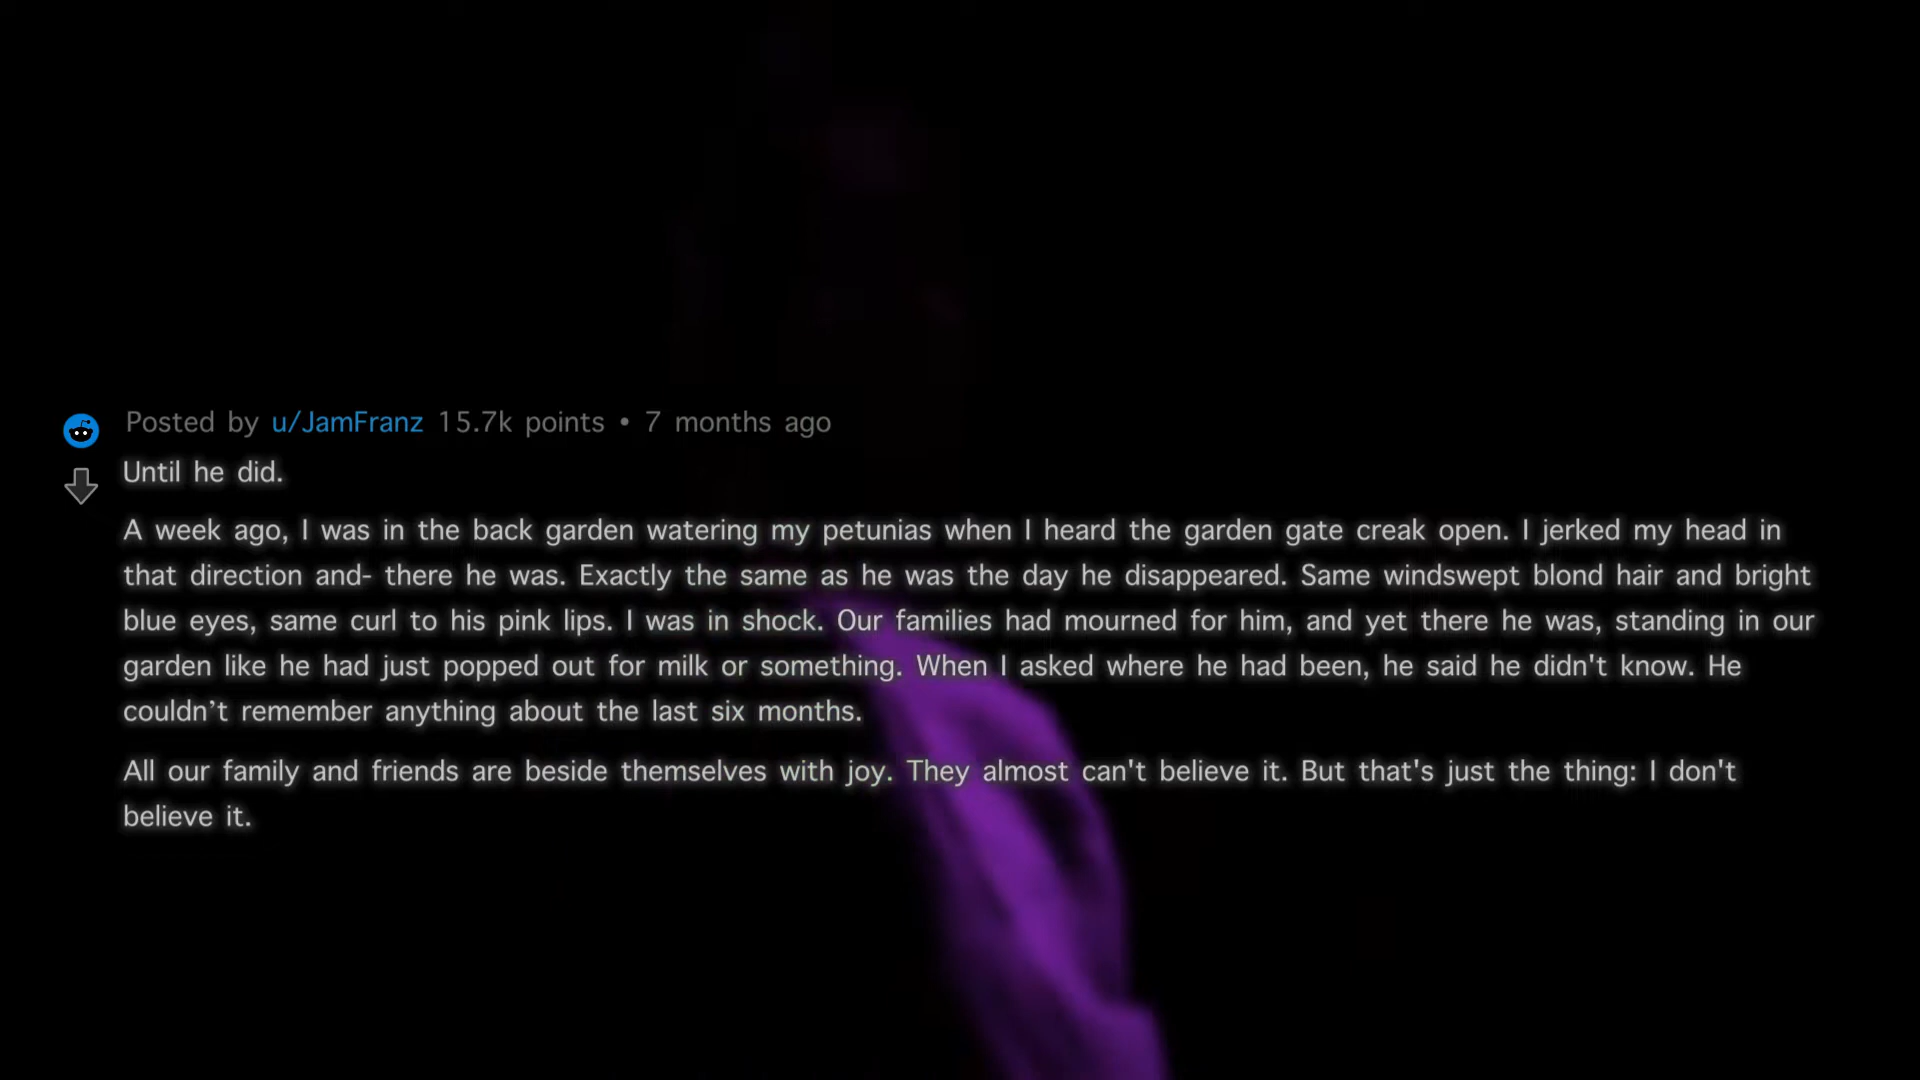 Posted by u/JamFranz 15.7k points • 7 months ago
Until he did.
A week ago, I was in the back garden watering my petunias when I heard the garden gate creak open. I jerked my head in
that direction and- there he was. Exactly the same as he was the day he disappeared. Same windswept blond hair and bright
blue eyes, same curl to his pink lips. I was in shock. Our families had mourned for him, and yet there he was, standing in our
garden like he had just popped out for milk or something. When I asked where he had been, he said he didn't know. He
couldn’t remember anything about the last six months.
All our family and friends are beside themselves with joy. They almost can't believe it. But that's just the thing: I don't
believe it.